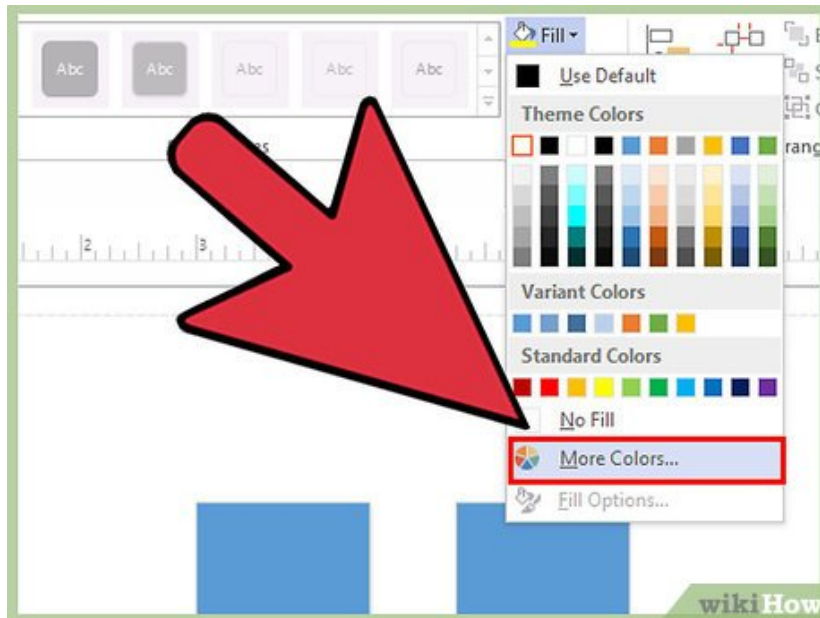 Fill
Abc Abc Abc Abc Abc
Use Default
Theme Colors
rang
2 3
Variant Colors
Standard Colors
No Fill
More Colors...
Fill Options...
wikiHow